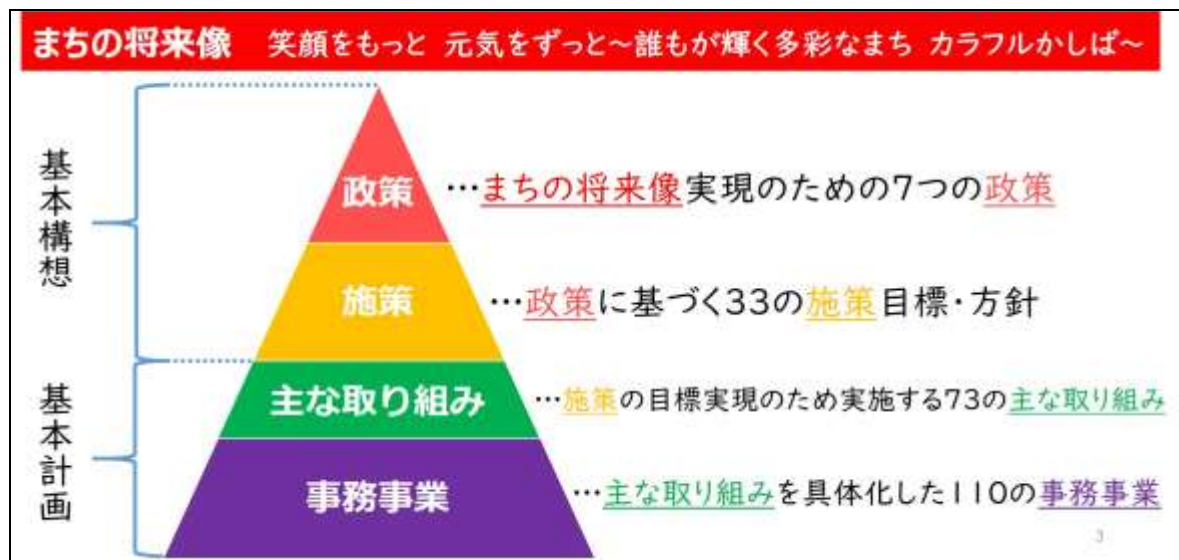 まちの将来像 笑顔をもっと 元気をずっと～誰もが輝く多彩なまち カラフルかしば～
基本構想
政策 …まちの将来像実現のための7つの政策
施策 …政策に基づく33の施策目標・方針
基本計画
主な取り組み …施策の目標実現のため実施する73の主な取り組み
事務事業 …主な取り組みを具体化した110の事務事業
3